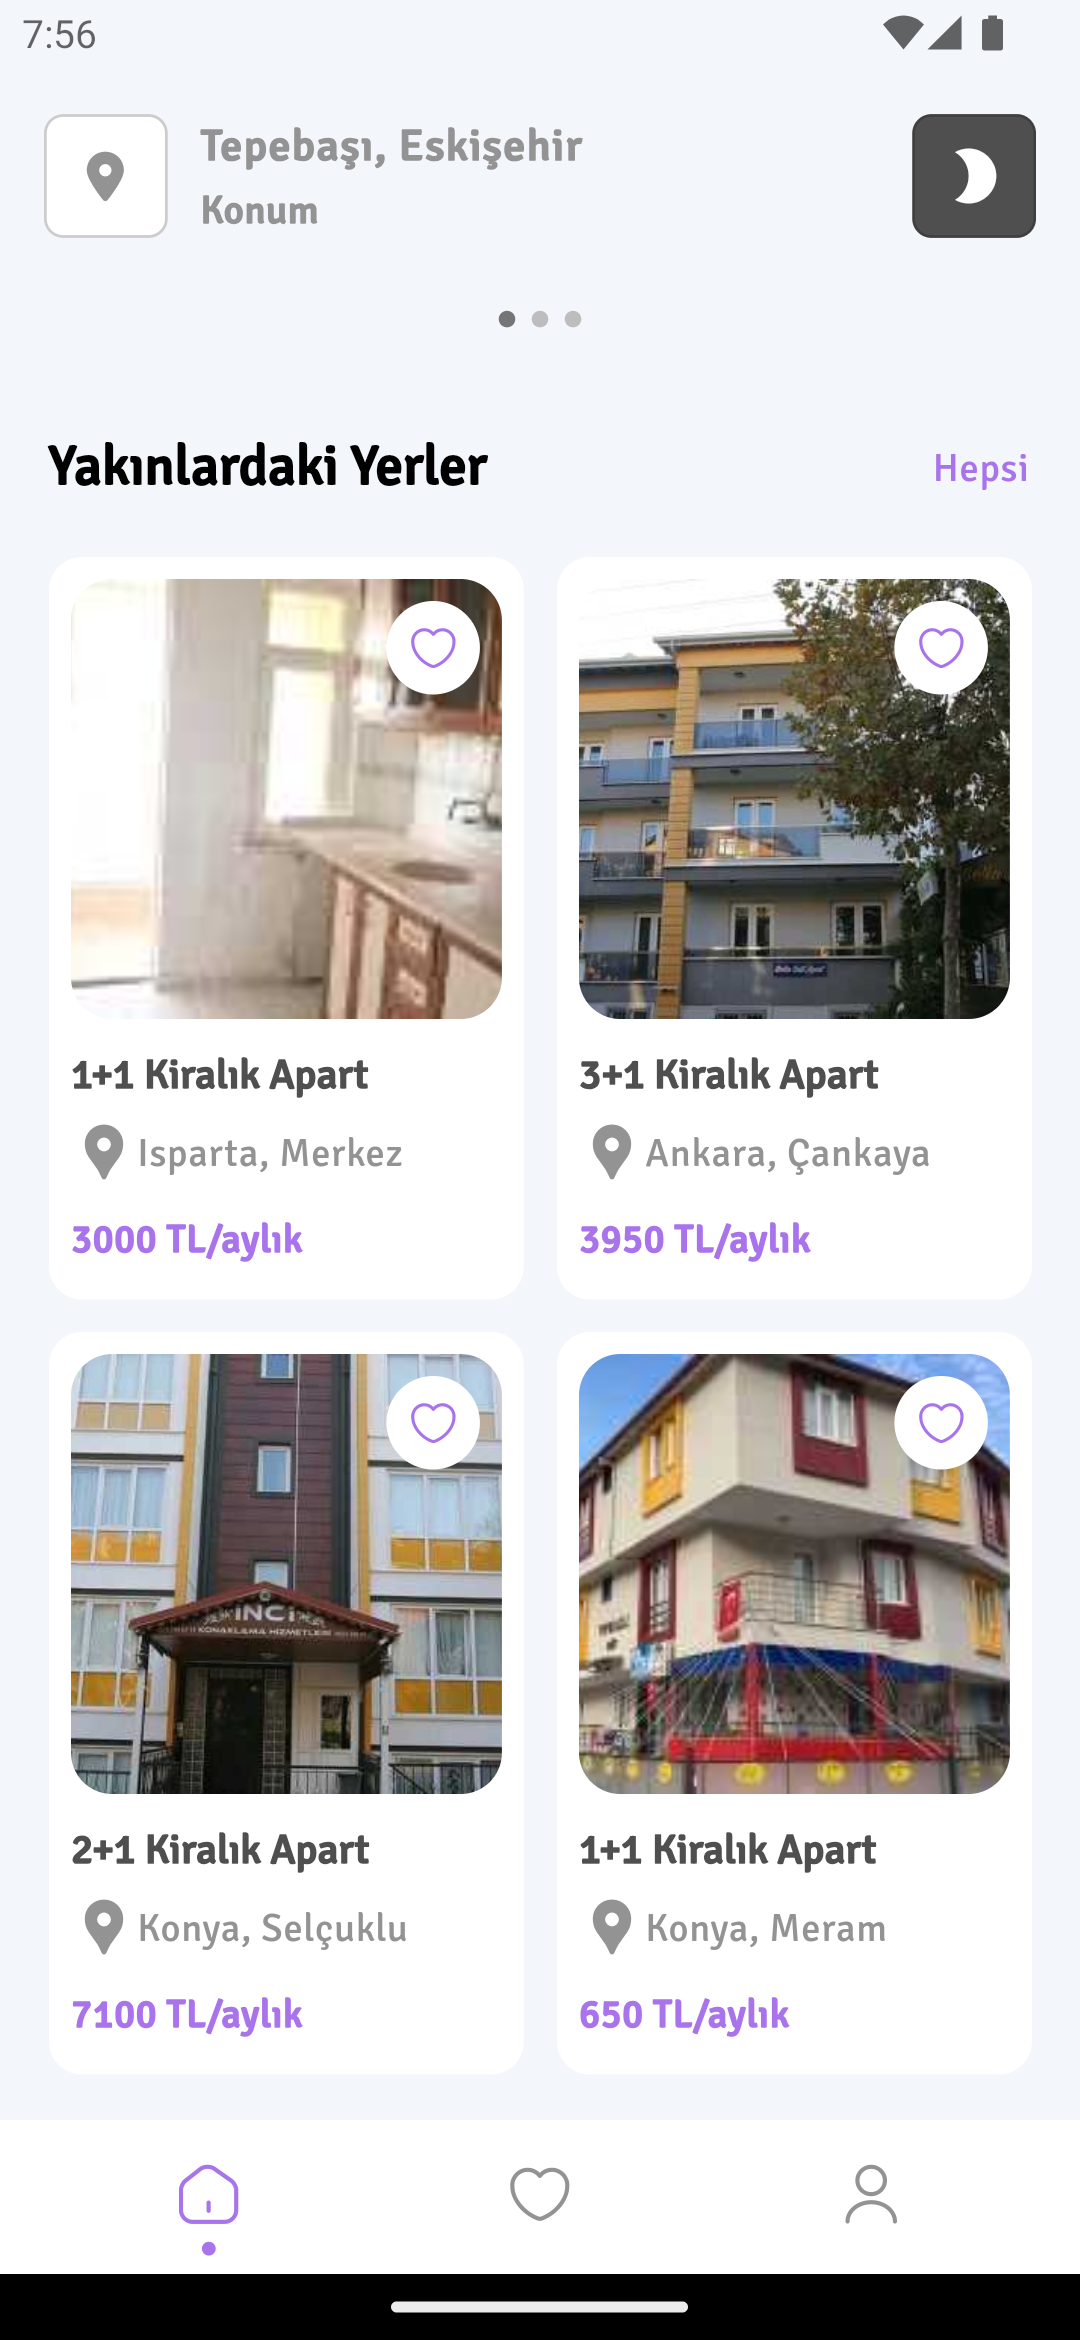 7:56
Tepebaşı, Eskişehir
Konum
Yakınlardaki Yerler
Hepsi
1+1 Kiralık Apart
Isparta, Merkez
3000 TL/aylık
3+1 Kiralık Apart
Ankara, Çankaya
3950 TL/aylık
İNCİ
KONAKLAMA HİZMETLERİ
2+1 Kiralık Apart
Konya, Selçuklu
7100 TL/aylık
1+1 Kiralık Apart
Konya, Meram
650 TL/aylık